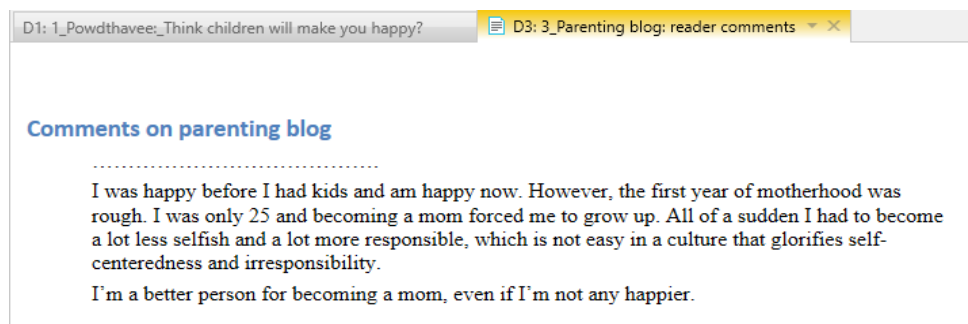 D1: 1_Powdthavee:_Think children will make you happy?
D3: 3_Parenting blog: reader comments
Comments on parenting blog
.......................................
I was happy before I had kids and am happy now. However, the first year of motherhood was
rough. I was only 25 and becoming a mom forced me to grow up. All of a sudden I had to become
a lot less selfish and a lot more responsible, which is not easy in a culture that glorifies self-
centeredness and irresponsibility.
I'm a better person for becoming a mom, even if I'm not any happier.